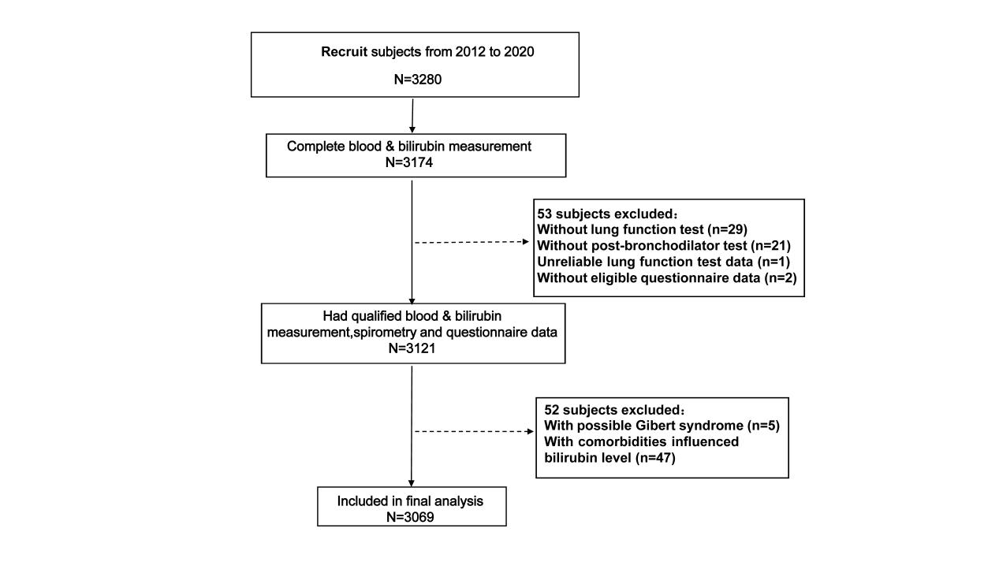 Recruit subjects from 2012 to 2020
N=3280
Complete blood & bilirubin measurement
N=3174
53 subjects excluded：
Without lung function test (n=29)
Without post-bronchodilator test (n=21)
Unreliable lung function test data (n=1)
Without eligible questionnaire data (n=2)
Had qualified blood & bilirubin
measurement,spirometry and questionnaire data
N=3121
52 subjects excluded：
With possible Gibert syndrome (n=5)
With comorbidities influenced
bilirubin level (n=47)
Included in final analysis
N=3069